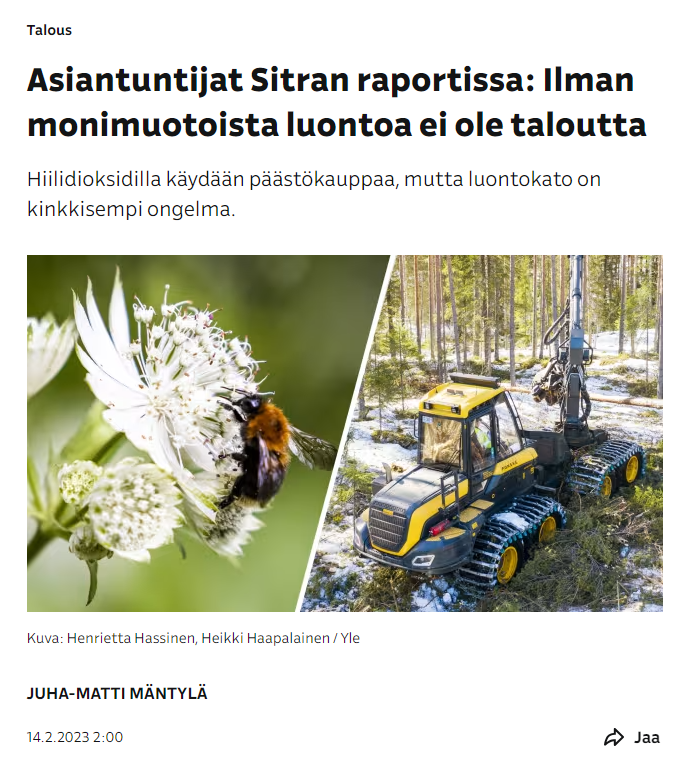 Talous
Asiantuntijat Sitran raportissa: Ilman
monimuotoista luontoa ei ole taloutta
Hiilidioksidilla käydään päästökauppaa, mutta luontokato on
kinkkisempi ongelma.
PONSSE
Kuva: Henrietta Hassinen, Heikki Haapalainen / Yle
JUHA-MATTI MÄNTYLÄ
14.2.2023 2:00
Jaa